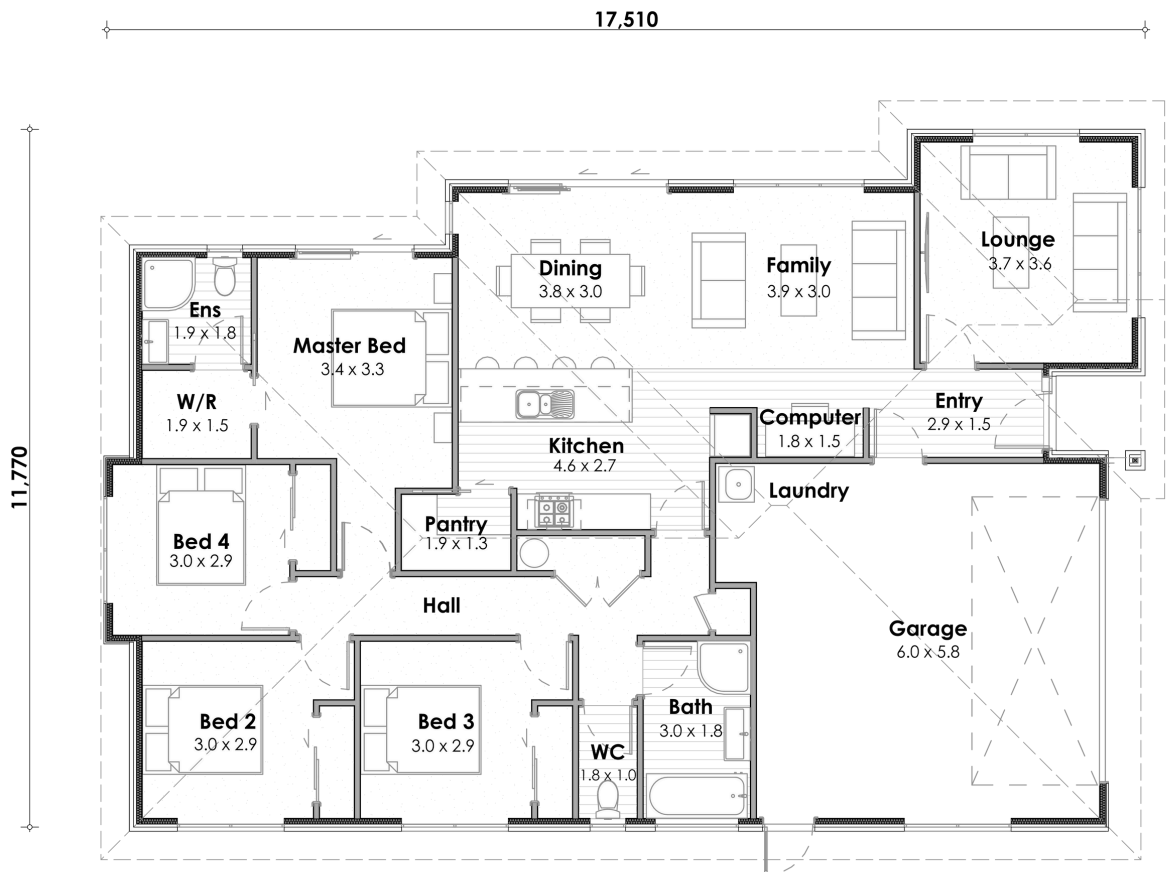 17,510
11,770
Lounge
3.7 x 3.6
Dining
3.8 x 3.0
Family
3.9 x 3.0
Ens
1.9 x 1.8
Master Bed
3.4 x 3.3
W/R
1.9 x 1.5
Entry
2.9 x 1.5
Computer
1.8 x 1.5
Kitchen
4.6 x 2.7
Laundry
Pantry
1.9 x 1.3
Bed 4
3.0 x 2.9
Hall
Garage
6.0 x 5.8
Bed 2
3.0 x 2.9
Bed 3
3.0 x 2.9
Bath
3.0 x 1.8
WC
1.8 x 1.0